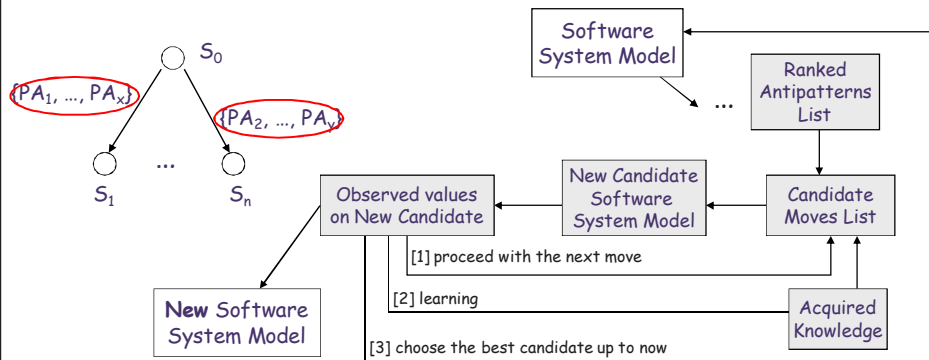 S0
{PA1, ..., PAx}
{PA2, ..., PAy}
...
S1
Sn
Software
System Model
...
Ranked
Antipatterns
List
Observed values
on New Candidate
New Candidate
Software
System Model
Candidate
Moves List
[1] proceed with the next move
[2] learning
Acquired
Knowledge
New Software
System Model
[3] choose the best candidate up to now